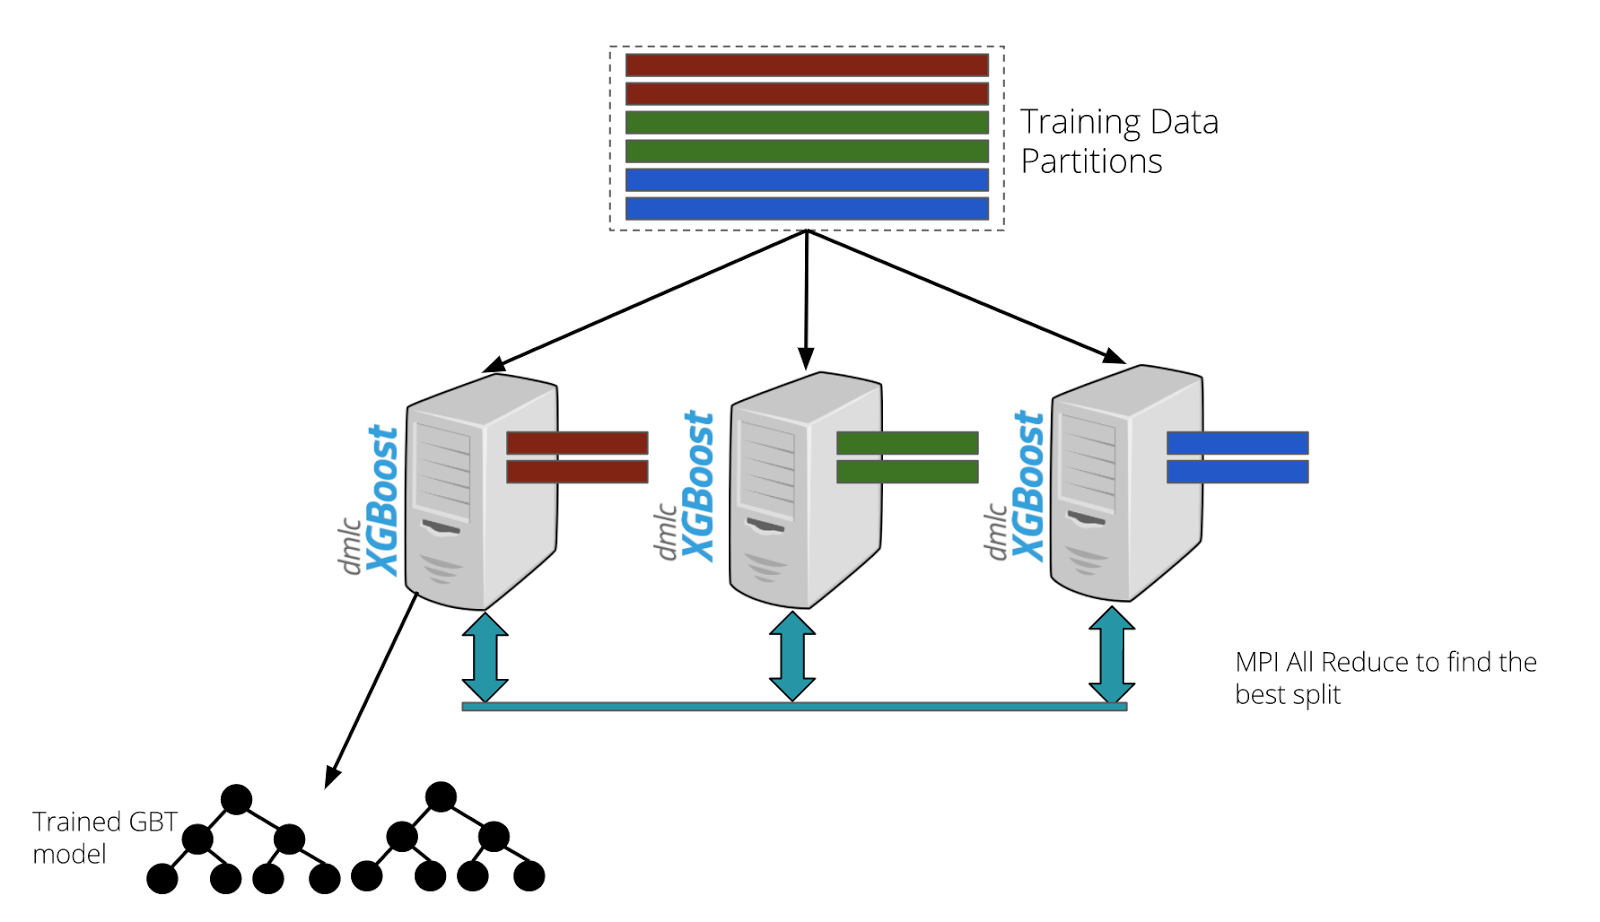 Training Data
Partitions
dmlc
XGBoost
dmlc
XGBoost
dmlc
XGBoost
MPI All Reduce to find the
best split
Trained GBT
model